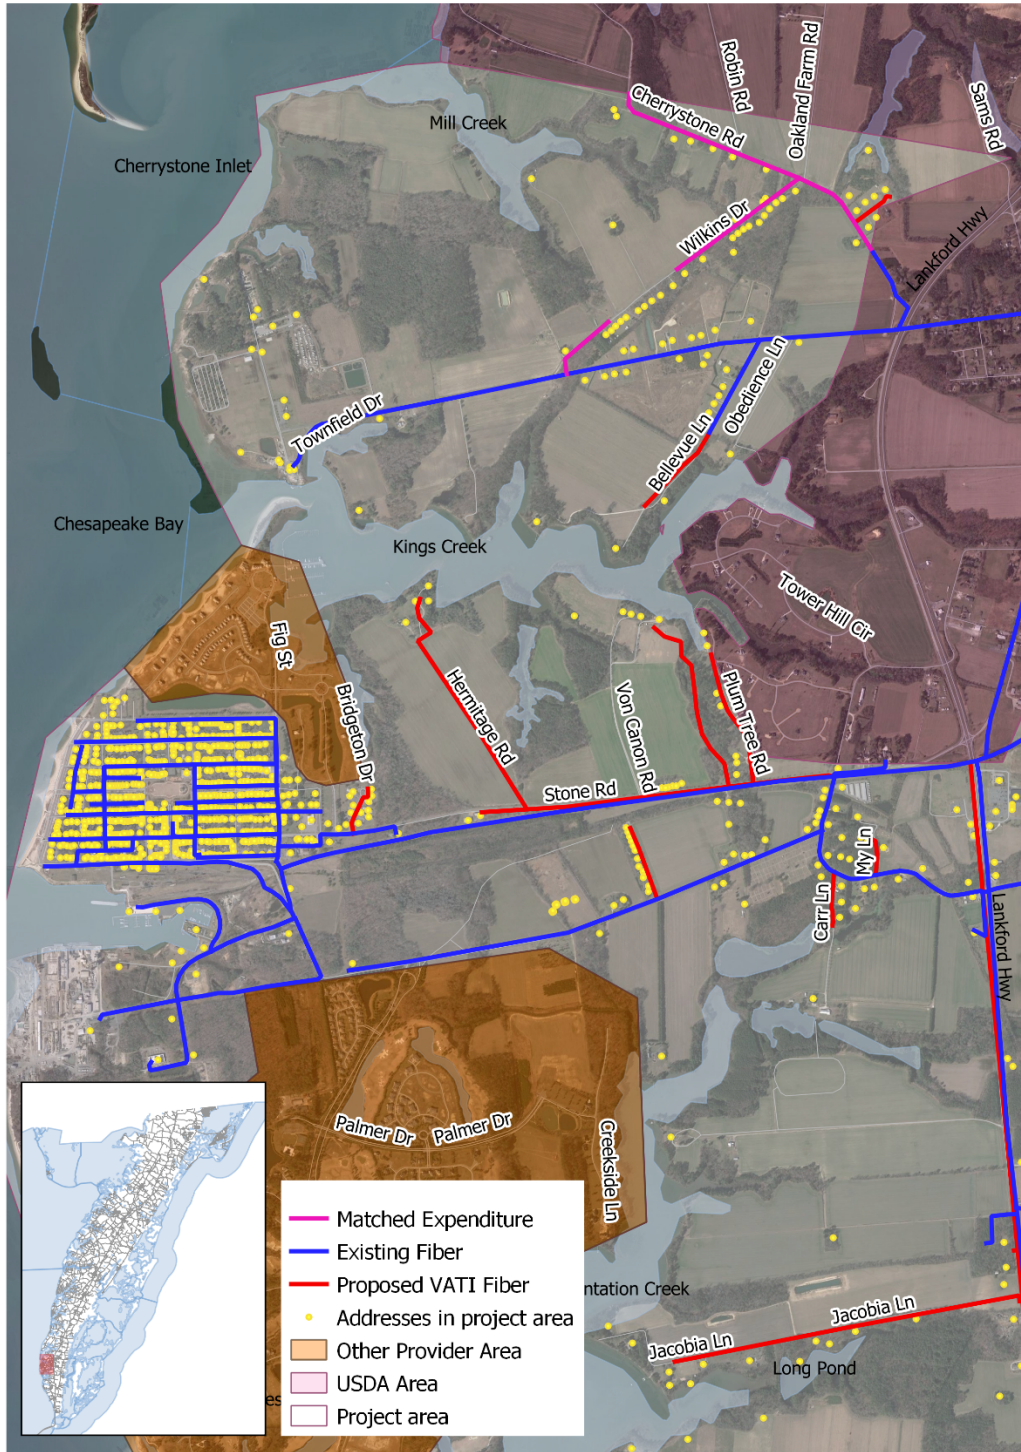 Robin Rd
Oakland Farm Rd
Sams Rd
Cherrystone Rd
Mill Creek
Cherrystone Inlet
Wilkins Dr
Lankford Hwy
Obedience Ln
Townfield Dr
Bellevue Ln
Chesapeake Bay
Kings Creek
Tower Hill Cir
Fig St
Bridgeton Dr
Hermitage Rd
Von Canon Rd
Plum Tree Rd
Stone Rd
My Ln
Carr Ln
Lankford Hwy
Palmer Dr
Palmer Dr
Creekside Ln
ntation Creek
Jacobia Ln
Jacobia Ln
Long Pond
es
Matched Expenditure
Existing Fiber
Proposed VATI Fiber
Addresses in project area
Other Provider Area
USDA Area
Project area